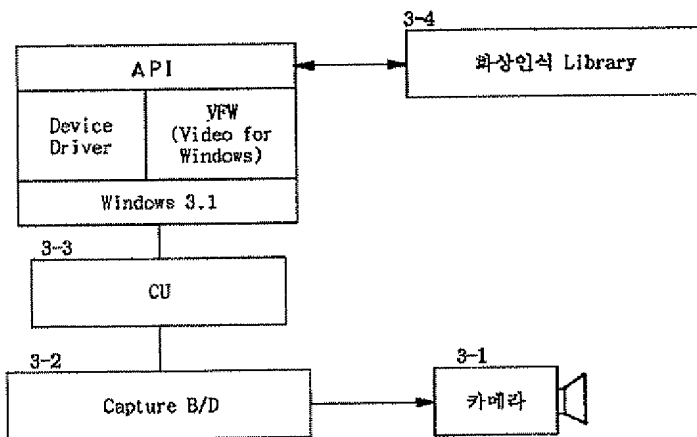 3-4
화상인식 Library
API
Device
Driver
VFW
(Video for
Windows)
Windows 3.1
3-3
CU
3-2
Capture B/D
3-1
카메라